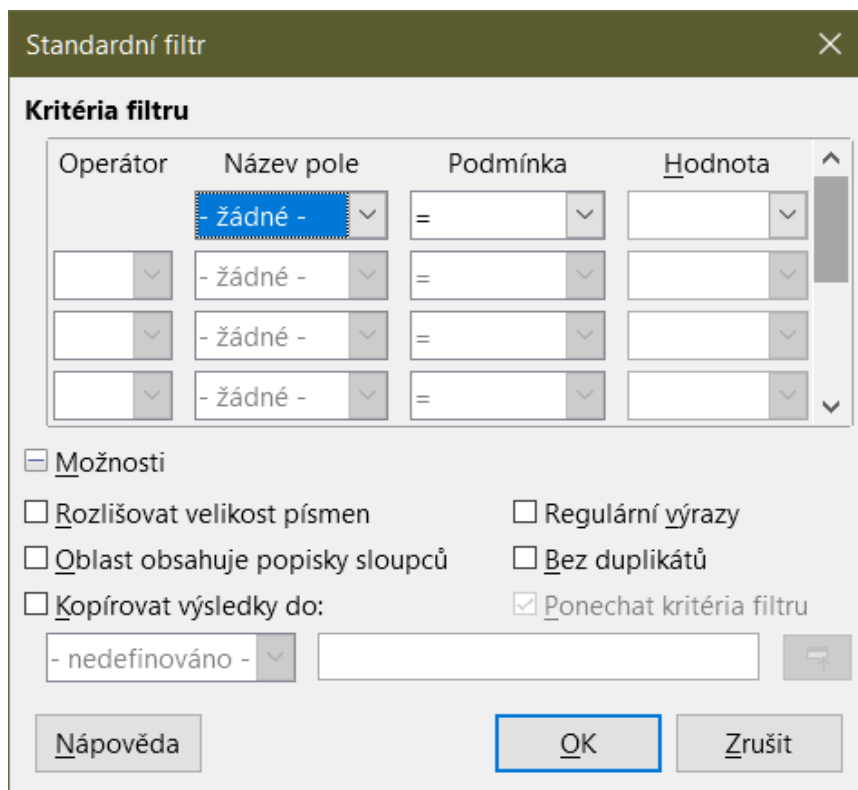 Standardní filtr
Kritéria filtru
Operátor Název pole Podmínka Hodnota
- žádné - =
- žádné - =
- žádné - =
- žádné - =
Možnosti
Rozlišovat velikost písmen Regulární výrazy
Oblast obsahuje popisky sloupců Bez duplikátů
Kopírovat výsledky do: Ponechat kritéria filtru
- nedefinováno -
Nápověda OK Zrušit